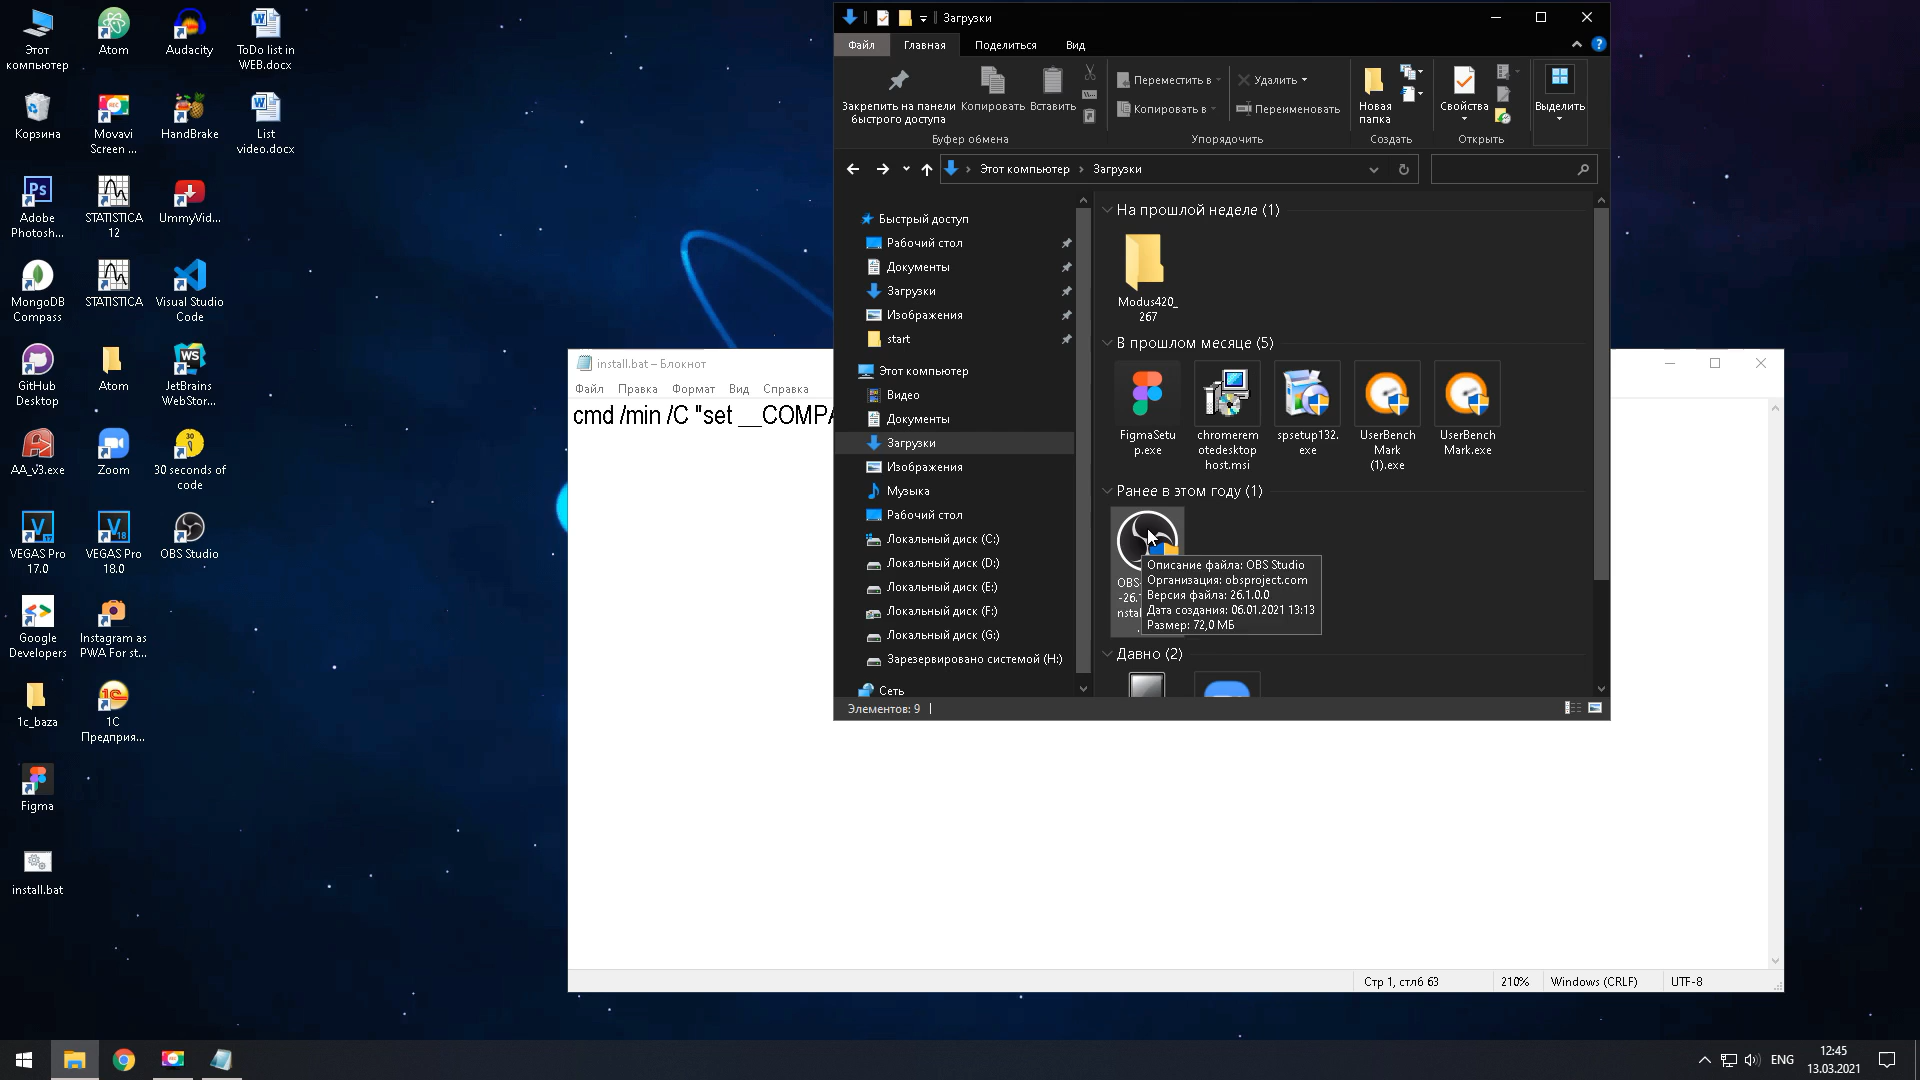 Этот
компьютер
Atom
Audacity
ToDo list in
WEB.docx
Корзина
Movavi
Screen ...
HandBrake
List
video.docx
Adobe
Photosh...
STATISTICA
12
UmmyVid...
MongoDB
Compass
STATISTICA
Visual Studio
Code
GitHub
Desktop
Atom
JetBrains
WebStor...
AA_v3.exe
Zoom
30 seconds of
code
VEGAS Pro
17.0
VEGAS Pro
18.0
OBS Studio
Google
Developers
Instagram as
PWA For st...
1c_baza
1С
Предприя...
Figma
install.bat
install.bat – Блокнот
Файл Правка Формат Вид Справка
cmd /min /C "set __COMPA
Стр 1, стлб 63 210% Windows (CRLF) UTF-8
Загрузки
Файл Главная Поделиться Вид
Закрепить на панели
быстрого доступа
Копировать
Вставить
Буфер обмена
Переместить в
Копировать в
Удалить
Переименовать
Упорядочить
Новая
папка
Создать
Свойства
Открыть
Выделить
Этот компьютер › Загрузки
Быстрый доступ
Рабочий стол
Документы
Загрузки
Изображения
start
Этот компьютер
Видео
Документы
Загрузки
Изображения
Музыка
Рабочий стол
Локальный диск (C:)
Локальный диск (D:)
Локальный диск (E:)
Локальный диск (F:)
Локальный диск (G:)
Зарезервировано системой (H:)
Сеть
На прошлой неделе (1)
Modus420_
267
В прошлом месяце (5)
FigmaSetu
p.exe
chromerem
otedesktop
host.msi
spsetup132.
exe
UserBench
Mark
(1).exe
UserBench
Mark.exe
Ранее в этом году (1)
OBS-
-26.
nstal
Описание файла: OBS Studio
Организация: obsproject.com
Версия файла: 26.1.0.0
Дата создания: 06.01.2021 13:13
Размер: 72,0 МБ
Давно (2)
Элементов: 9
ENG
12:45
13.03.2021